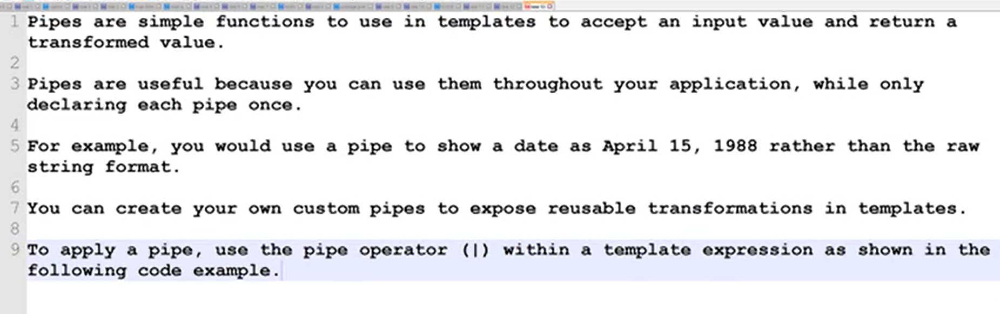 1 Pipes are simple functions to use in templates to accept an input value and return a
transformed value.
2
3 Pipes are useful because you can use them throughout your application, while only
declaring each pipe once.
4
5 For example, you would use a pipe to show a date as April 15, 1988 rather than the raw
string format.
6
7 You can create your own custom pipes to expose reusable transformations in templates.
8
9 To apply a pipe, use the pipe operator (|) within a template expression as shown in the
following code example.